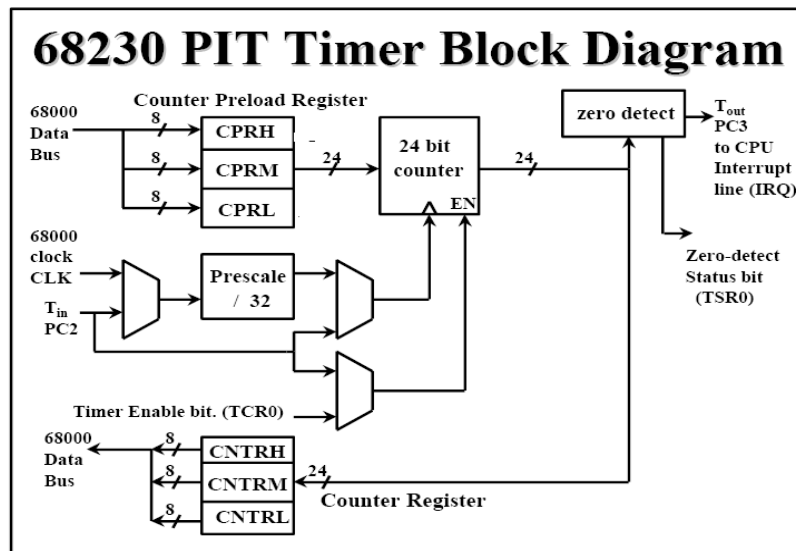 68230 PIT Timer Block Diagram
68000
Data
Bus
Counter Preload Register
8
CPRH
8
CPRM
8
CPRL
24
24 bit
counter
EN
24
zero detect
Tout
PC3
to CPU
Interrupt
line (IRQ)
Zero-detect
Status bit
(TSR0)
68000
clock
CLK
Tin
PC2
Prescale
/ 32
Timer Enable bit. (TCR0)
68000
Data
Bus
8
CNTRH
8
CNTRM
8
CNTRL
24
Counter Register